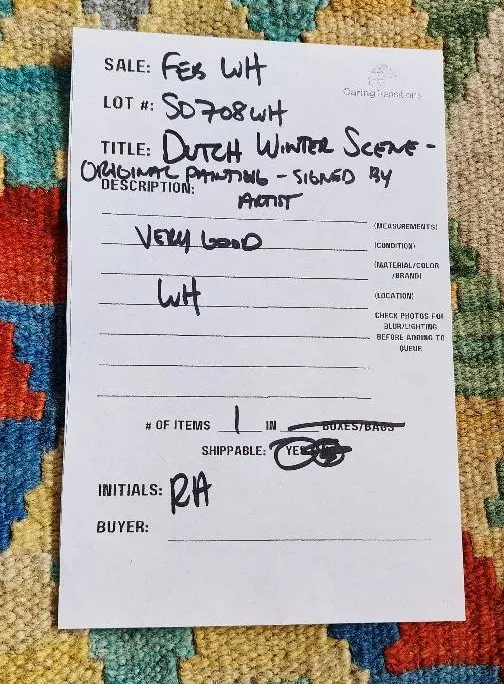 SALE: FEB WH
CaringTransitions
LOT #: SD708WH
TITLE: DUTCH WINTER SCENE -
ORIGINAL PAINTING - SIGNED BY
DESCRIPTION: ARTIST
(MEASUREMENTS)
VERY GOOD (CONDITION)
(MATERIAL/COLOR
/BRAND)
WH (LOCATION)
CHECK PHOTOS FOR
BLUR/LIGHTING
BEFORE ADDING TO
QUEUE
# OF ITEMS 1 IN BOXES/BAGS
SHIPPABLE: YES
INITIALS: RA
BUYER: